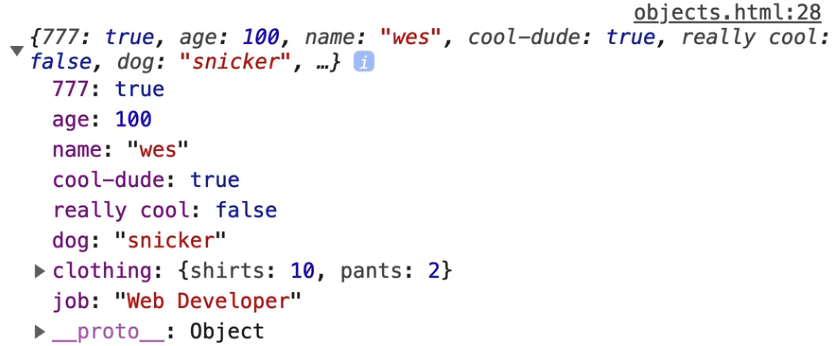 objects.html:28
▼ {777: true, age: 100, name: "wes", cool-dude: true, really cool:
false, dog: "snicker", …} i
777: true
age: 100
name: "wes"
cool-dude: true
really cool: false
dog: "snicker"
▶ clothing: {shirts: 10, pants: 2}
job: "Web Developer"
▶ __proto__: Object